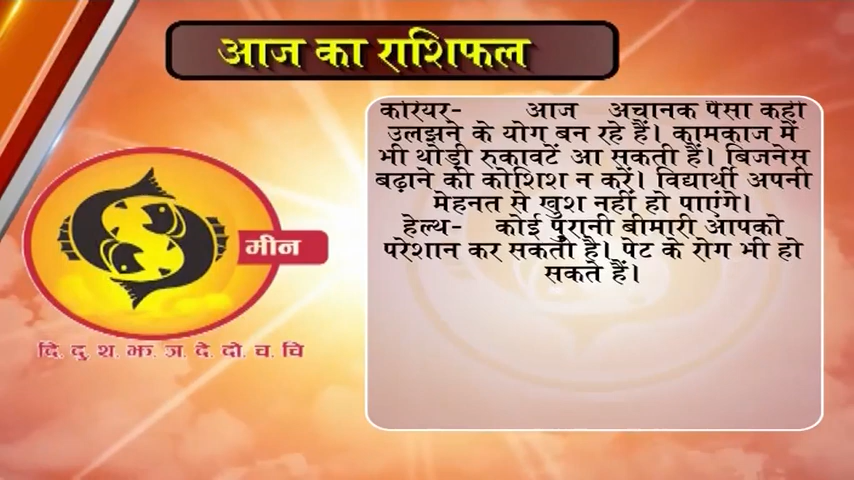 आज का राशिफल
करियर- आज अचानक पैसा कहीं
उलझने के योग बन रहे हैं। कामकाज में
भी थोड़ी रुकावटें आ सकती हैं। बिजनेस
बढ़ाने की कोशिश न करें। विद्यार्थी अपनी
मेहनत से खुश नहीं हो पाएंगे।
हेल्थ- कोई पुरानी बीमारी आपको
परेशान कर सकती है। पेट के रोग भी हो
सकते हैं।
मीन
दि. दु. श. झ. ञ. दे. दो. च. चि